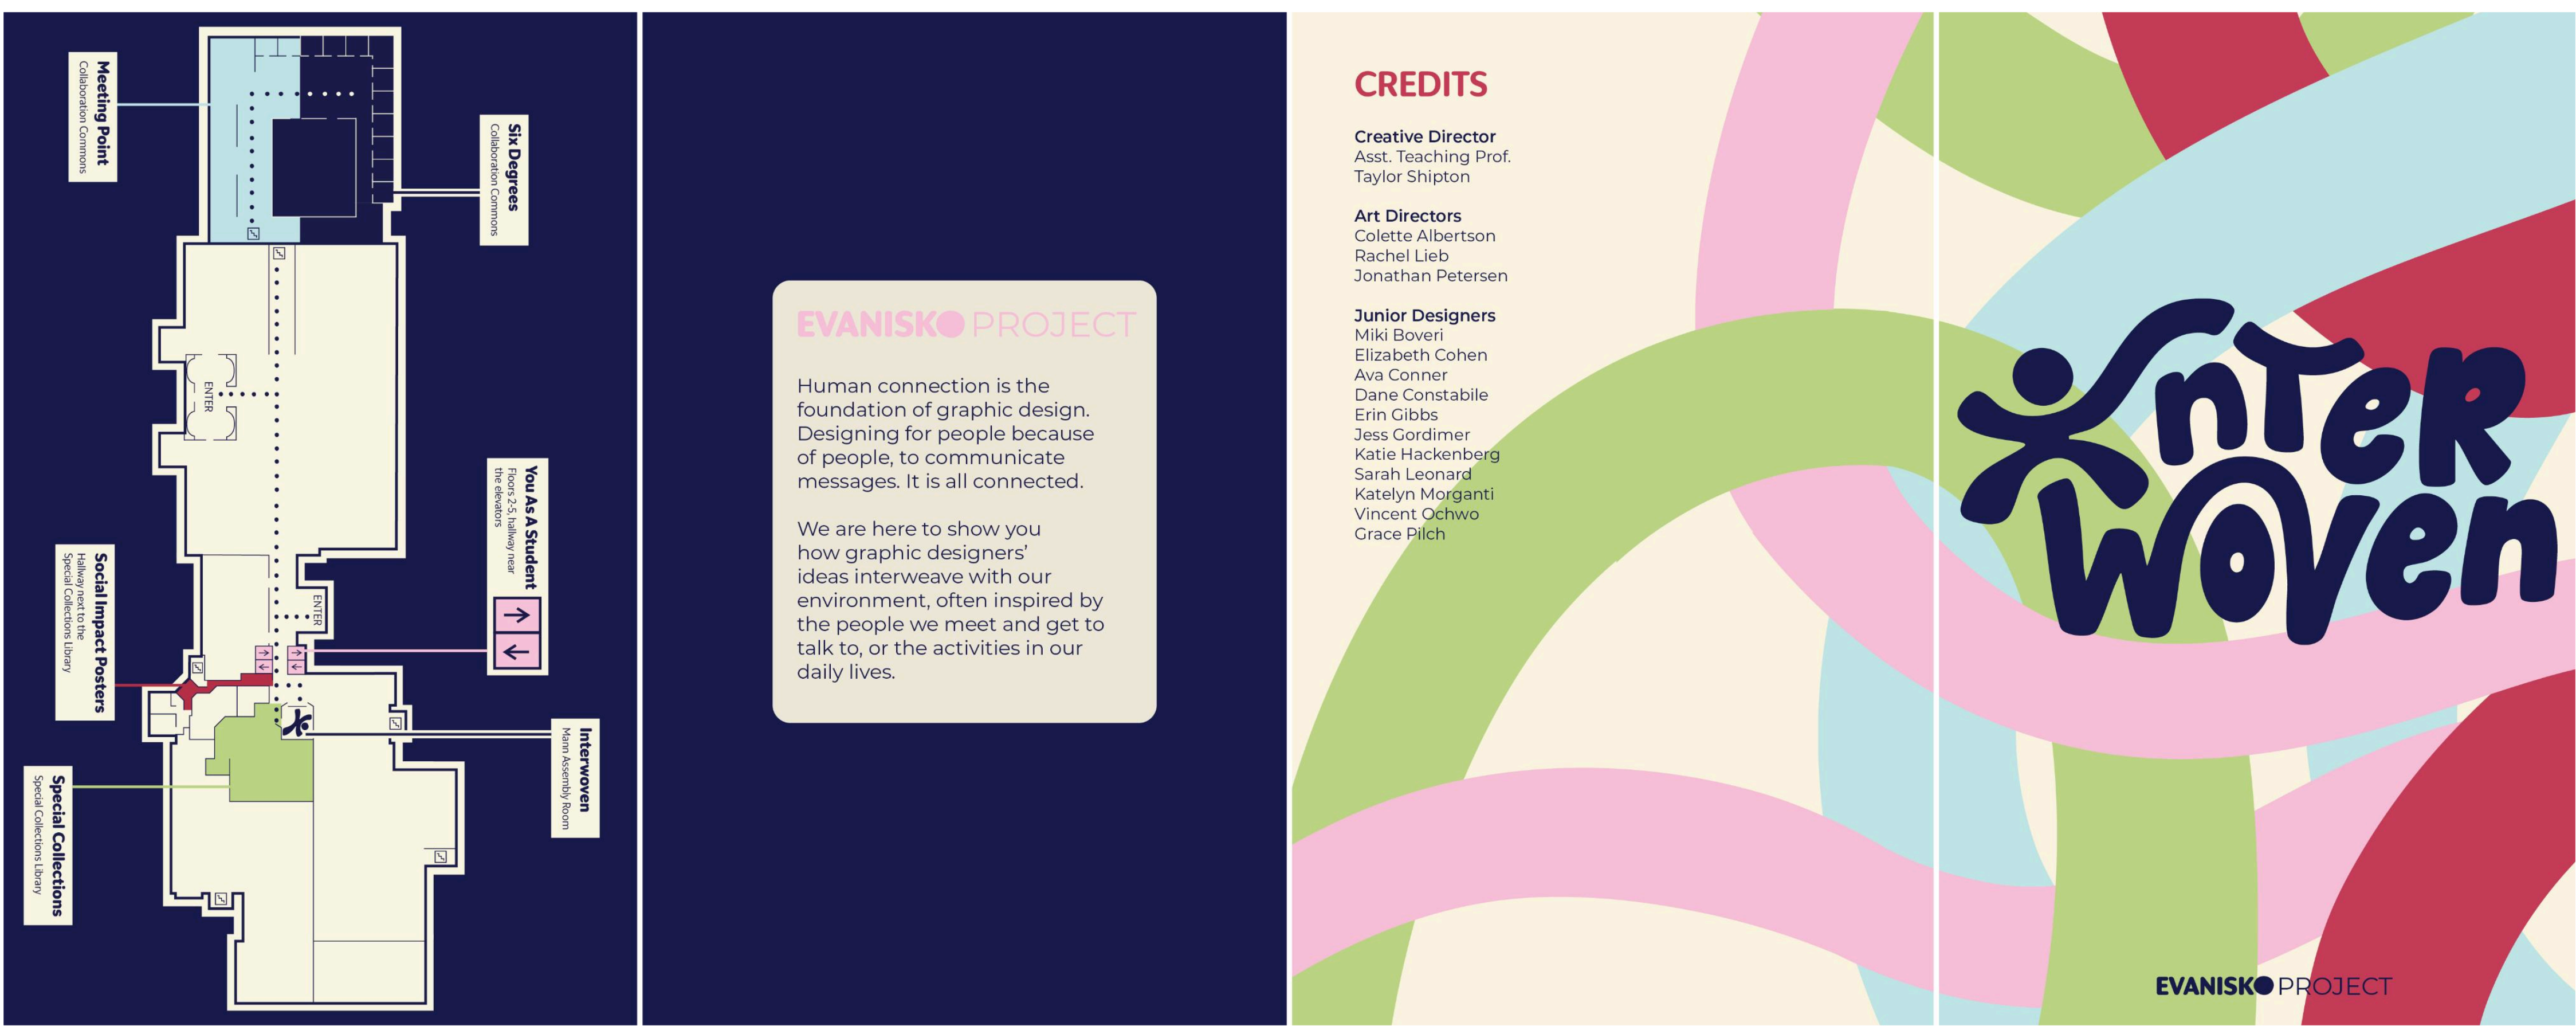 Meeting Point
Collaboration Commons
Six Degrees
Collaboration Commons
ENTER
You As A Student
Floors 2-5, hallway near
the elevators
ENTER
Social Impact Posters
Hallway next to the
Special Collections Library
Interwoven
Mann Assembly Room
Special Collections
Special Collections Library
EVANISKO PROJECT
Human connection is the
foundation of graphic design.
Designing for people because
of people, to communicate
messages. It is all connected.
We are here to show you
how graphic designers’
ideas interweave with our
environment, often inspired by
the people we meet and get to
talk to, or the activities in our
daily lives.
CREDITS
Creative Director
Asst. Teaching Prof.
Taylor Shipton
Art Directors
Colette Albertson
Rachel Lieb
Jonathan Petersen
Junior Designers
Miki Boveri
Elizabeth Cohen
Ava Conner
Dane Constabile
Erin Gibbs
Jess Gordimer
Katie Hackenberg
Sarah Leonard
Katelyn Morganti
Vincent Ochwo
Grace Pilch
InTeR
WOVen
EVANISKO PROJECT